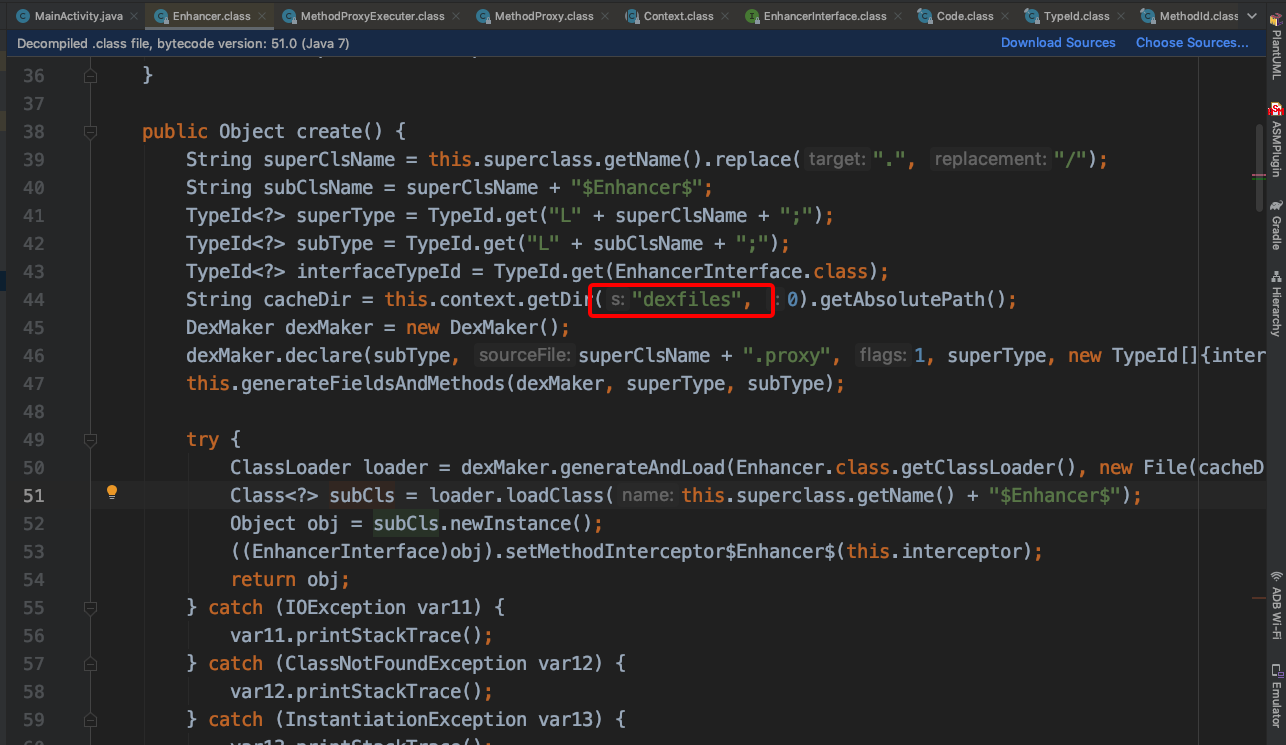 MainActivity.java Enhancer.class MethodProxyExecuter.class MethodProxy.class Context.class EnhancerInterface.class Code.class TypeId.class MethodId.class
Decompiled .class file, bytecode version: 51.0 (Java 7) Download Sources Choose Sources...
36 }
37
38 public Object create() {
39 String superClsName = this.superclass.getName().replace( target: ".", replacement: "/");
40 String subClsName = superClsName + "$Enhancer$";
41 TypeId<?> superType = TypeId.get("L" + superClsName + ";");
42 TypeId<?> subType = TypeId.get("L" + subClsName + ";");
43 TypeId<?> interfaceTypeId = TypeId.get(EnhancerInterface.class);
44 String cacheDir = this.context.getDir( s: "dexfiles", : 0).getAbsolutePath();
45 DexMaker dexMaker = new DexMaker();
46 dexMaker.declare(subType, sourceFile: superClsName + ".proxy", flags: 1, superType, new TypeId[]{inter
47 this.generateFieldsAndMethods(dexMaker, superType, subType);
48
49 try {
50 ClassLoader loader = dexMaker.generateAndLoad(Enhancer.class.getClassLoader(), new File(cacheD
51 Class<?> subCls = loader.loadClass( name: this.superclass.getName() + "$Enhancer$");
52 Object obj = subCls.newInstance();
53 ((EnhancerInterface)obj).setMethodInterceptor$Enhancer$(this.interceptor);
54 return obj;
55 } catch (IOException var11) {
56 var11.printStackTrace();
57 } catch (ClassNotFoundException var12) {
58 var12.printStackTrace();
59 } catch (InstantiationException var13) {
PlantUML
ASMPlugin
Gradle
Hierarchy
ADB Wi-Fi
Emulator